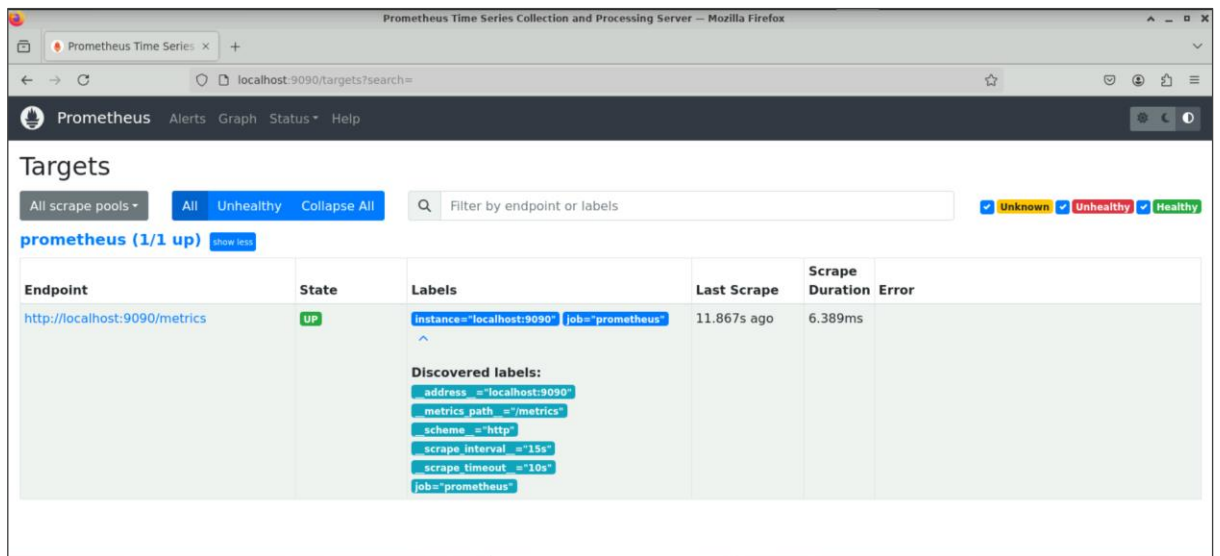 Prometheus Time Series Collection and Processing Server — Mozilla Firefox
Prometheus Time Series × +
localhost:9090/targets?search=
Prometheus Alerts Graph Status Help
Targets
All scrape pools All Unhealthy Collapse All Filter by endpoint or labels Unknown Unhealthy Healthy
prometheus (1/1 up) show less
Endpoint State Labels Last Scrape Scrape Duration Error
http://localhost:9090/metrics UP instance="localhost:9090" job="prometheus" 11.867s ago 6.389ms
Discovered labels:
__address__="localhost:9090"
__metrics_path__="/metrics"
__scheme__="http"
__scrape_interval__="15s"
__scrape_timeout__="10s"
job="prometheus"